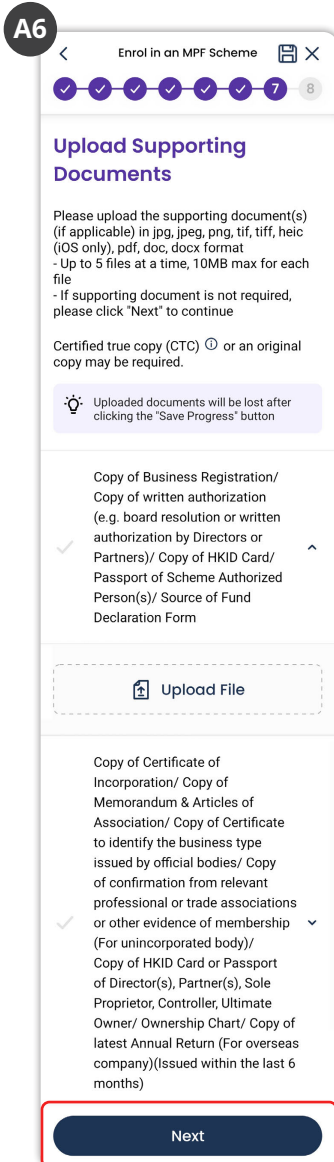 A6
Enrol in an MPF Scheme
7
8
Upload Supporting
Documents
Please upload the supporting document(s)
(if applicable) in jpg, jpeg, png, tif, tiff, heic
(iOS only), pdf, doc, docx format
- Up to 5 files at a time, 10MB max for each
file
- If supporting document is not required,
please click "Next" to continue
Certified true copy (CTC) ⓘ or an original
copy may be required.
Uploaded documents will be lost after
clicking the "Save Progress" button
Copy of Business Registration/
Copy of written authorization
(e.g. board resolution or written
authorization by Directors or
Partners)/ Copy of HKID Card/
Passport of Scheme Authorized
Person(s)/ Source of Fund
Declaration Form
Upload File
Copy of Certificate of
Incorporation/ Copy of
Memorandum & Articles of
Association/ Copy of Certificate
to identify the business type
issued by official bodies/ Copy
of confirmation from relevant
professional or trade associations
or other evidence of membership
(For unincorporated body)/
Copy of HKID Card or Passport
of Director(s), Partner(s), Sole
Proprietor, Controller, Ultimate
Owner/ Ownership Chart/ Copy of
latest Annual Return (For overseas
company)(Issued within the last 6
months)
Next